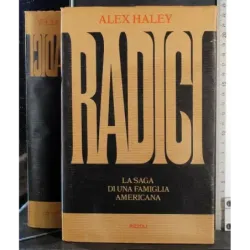 ALEX HALEY
RADICI
LA SAGA
DI UNA FAMIGLIA
AMERICANA